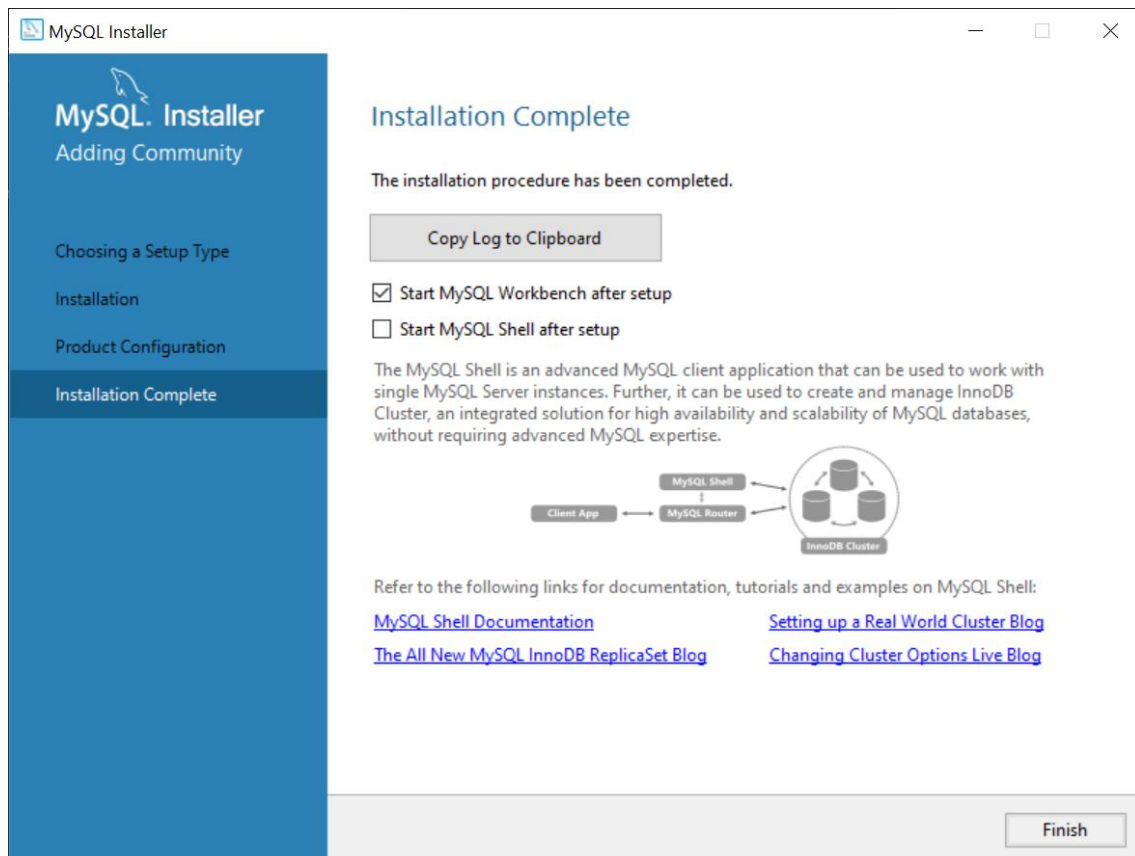 MySQL Installer
MySQL. Installer
Adding Community
Choosing a Setup Type
Installation
Product Configuration
Installation Complete
Installation Complete
The installation procedure has been completed.
Copy Log to Clipboard
Start MySQL Workbench after setup
Start MySQL Shell after setup
The MySQL Shell is an advanced MySQL client application that can be used to work with
single MySQL Server instances. Further, it can be used to create and manage InnoDB
Cluster, an integrated solution for high availability and scalability of MySQL databases,
without requiring advanced MySQL expertise.
MySQL Shell
Client App
MySQL Router
InnoDB Cluster
Refer to the following links for documentation, tutorials and examples on MySQL Shell:
MySQL Shell Documentation
Setting up a Real World Cluster Blog
The All New MySQL InnoDB ReplicaSet Blog
Changing Cluster Options Live Blog
Finish